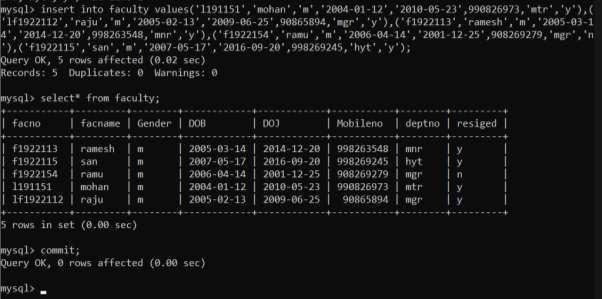 mysql> insert into faculty values('l191151','mohan','m','2004-01-12','2010-05-23',990826973,'mtr','y'),(
'lf1922112','raju','m','2005-02-13','2009-06-25',90865894,'mgr','y'),('f1922113','ramesh','m','2005-03-1
4','2014-12-20',998263548,'mnr','y'),('f1922154','ramu','m','2006-04-14','2001-12-25',908269279,'mgr','n
'),('f1922115','san','m','2007-05-17','2016-09-20',998269245,'hyt','y');
Query OK, 5 rows affected (0.02 sec)
Records: 5  Duplicates: 0  Warnings: 0
mysql> select* from faculty;
+-----------+---------+--------+------------+------------+-----------+--------+---------+
| facno     | facname | Gender | DOB        | DOJ        | Mobileno  | deptno | resiged |
+-----------+---------+--------+------------+------------+-----------+--------+---------+
| f1922113  | ramesh  | m      | 2005-03-14 | 2014-12-20 | 998263548 | mnr    | y       |
| f1922115  | san     | m      | 2007-05-17 | 2016-09-20 | 998269245 | hyt    | y       |
| f1922154  | ramu    | m      | 2006-04-14 | 2001-12-25 | 908269279 | mgr    | n       |
| l191151   | mohan   | m      | 2004-01-12 | 2010-05-23 | 990826973 | mtr    | y       |
| lf1922112 | raju    | m      | 2005-02-13 | 2009-06-25 |  90865894 | mgr    | y       |
+-----------+---------+--------+------------+------------+-----------+--------+---------+
5 rows in set (0.00 sec)
mysql> commit;
Query OK, 0 rows affected (0.00 sec)
mysql>